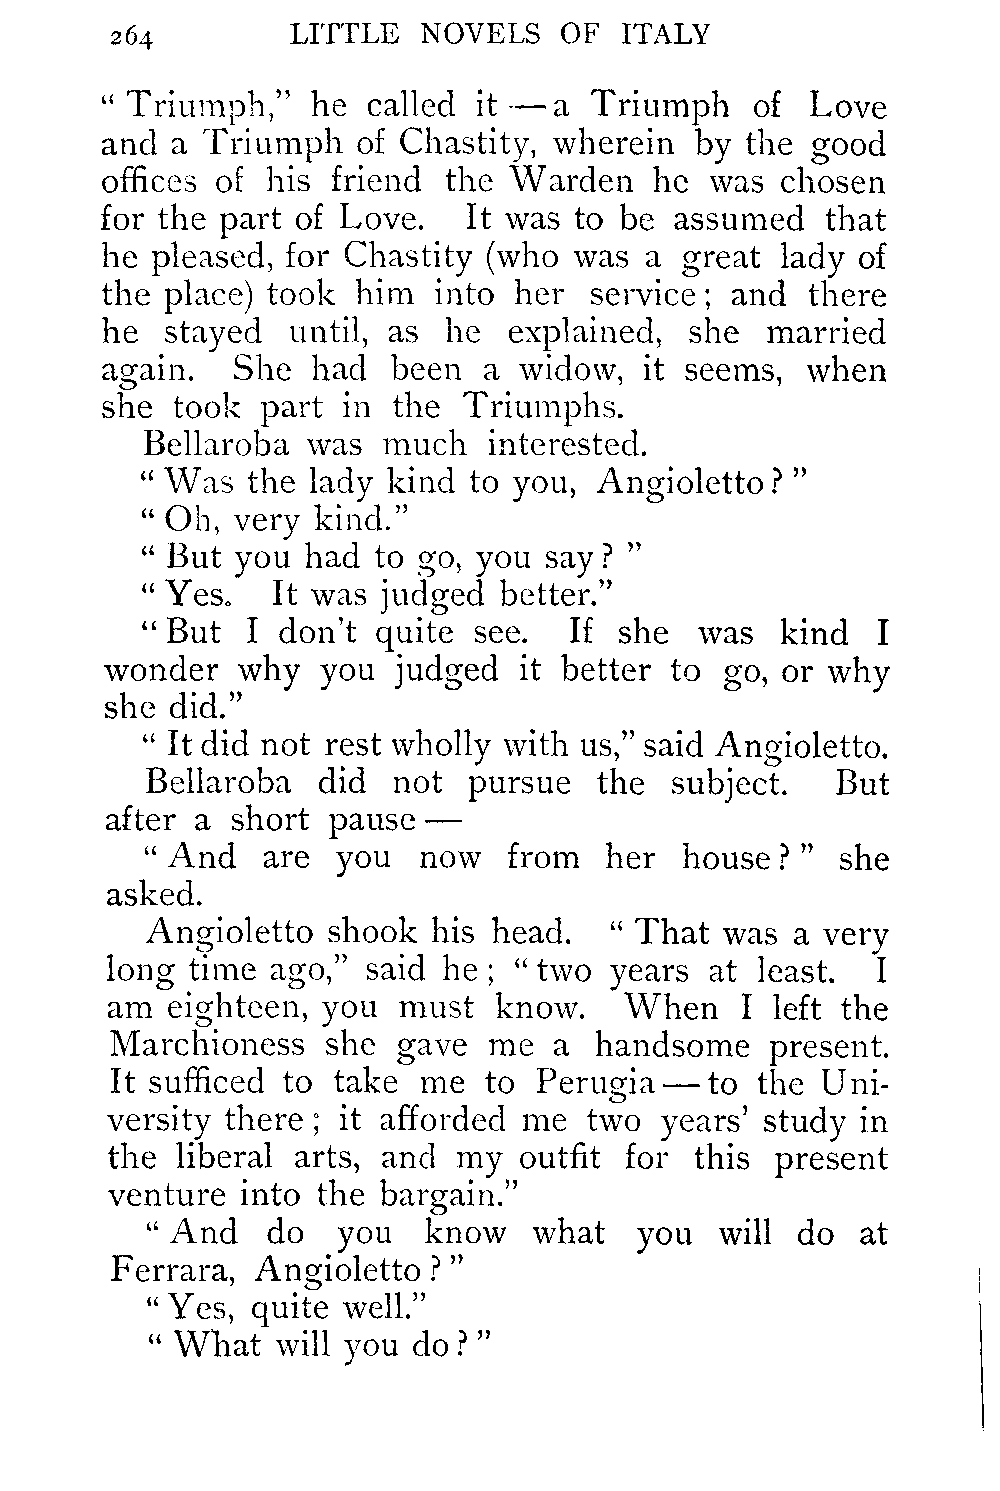 264 LITTLE NOVELS OF ITALY
“ Triumph,” he called it — a Triumph of Love
and a Triumph of Chastity, wherein by the good
offices of his friend the Warden he was chosen
for the part of Love. It was to be assumed that
he pleased, for Chastity (who was a great lady of
the place) took him into her service ; and there
he stayed until, as he explained, she married
again. She had been a widow, it seems, when
she took part in the Triumphs.
Bellaroba was much interested.
“ Was the lady kind to you, Angioletto ? ”
“ Oh, very kind.”
“ But you had to go, you say ? ”
“ Yes. It was judged better.”
“ But I don't quite see. If she was kind I
wonder why you judged it better to go, or why
she did.”
“ It did not rest wholly with us,” said Angioletto.
Bellaroba did not pursue the subject. But
after a short pause —
“ And are you now from her house ? ” she
asked.
Angioletto shook his head. “ That was a very
long time ago,” said he ; “ two years at least. I
am eighteen, you must know. When I left the
Marchioness she gave me a handsome present.
It sufficed to take me to Perugia — to the Uni-
versity there ; it afforded me two years' study in
the liberal arts, and my outfit for this present
venture into the bargain.”
“ And do you know what you will do at
Ferrara, Angioletto ? ”
“ Yes, quite well.”
“ What will you do ? ”